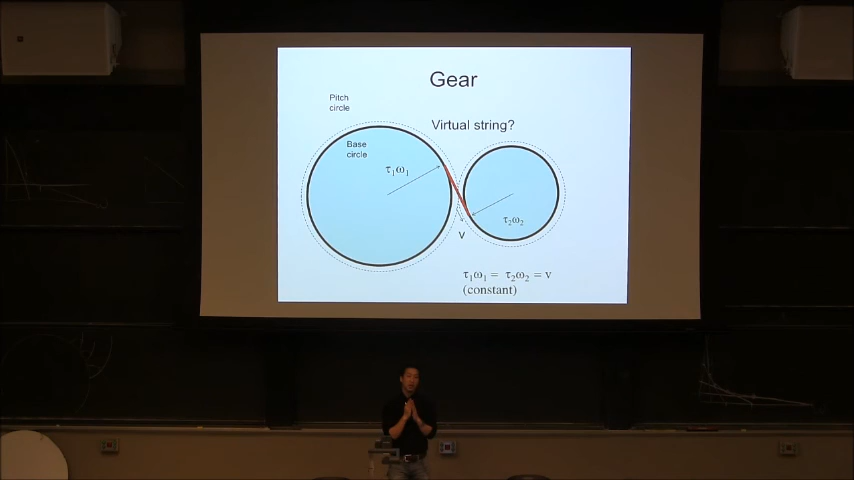 Gear
Pitch
circle
Virtual string?
Base
circle
τ₁ω₁
τ₂ω₂
V
τ₁ω₁ = τ₂ω₂ = v
(constant)